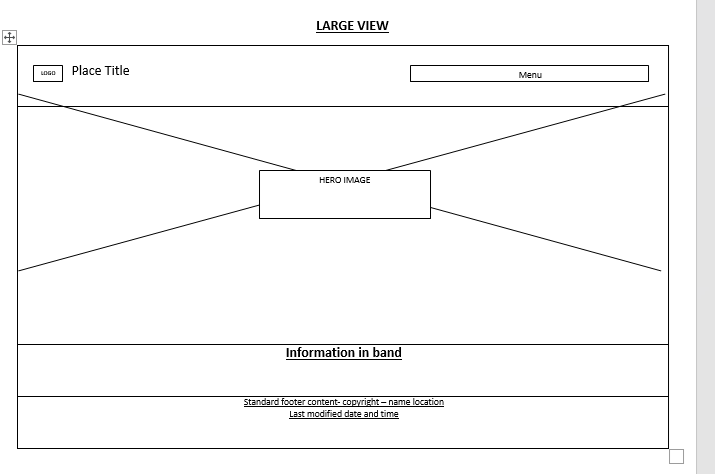 LARGE VIEW
LOGO
Place Title
Menu
HERO IMAGE
Information in band
Standard footer content- copyright – name location
Last modified date and time